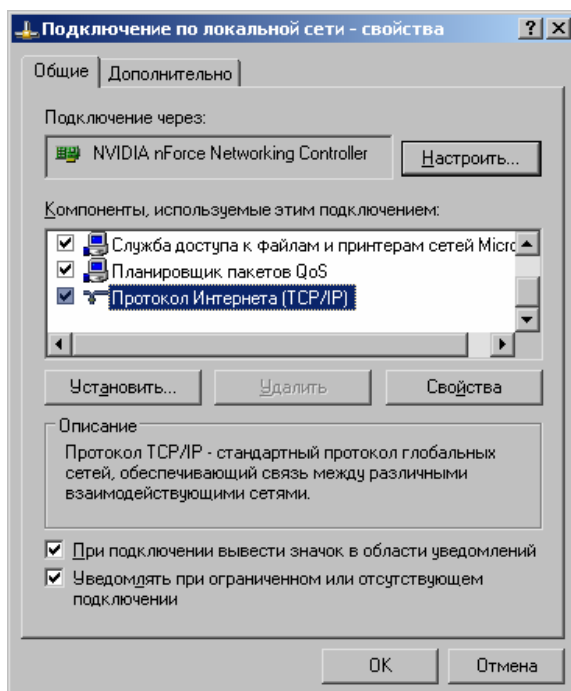 Подключение по локальной сети - свойства
Общие
Дополнительно
Подключение через:
NVIDIA nForce Networking Controller
Настроить...
Компоненты, используемые этим подключением:
Служба доступа к файлам и принтерам сетей Micro
Планировщик пакетов QoS
Протокол Интернета (TCP/IP)
Установить...
Удалить
Свойства
Описание
Протокол TCP/IP - стандартный протокол глобальных
сетей, обеспечивающий связь между различными
взаимодействующими сетями.
При подключении вывести значок в области уведомлений
Уведомлять при ограниченном или отсутствующем
подключении
OK
Отмена